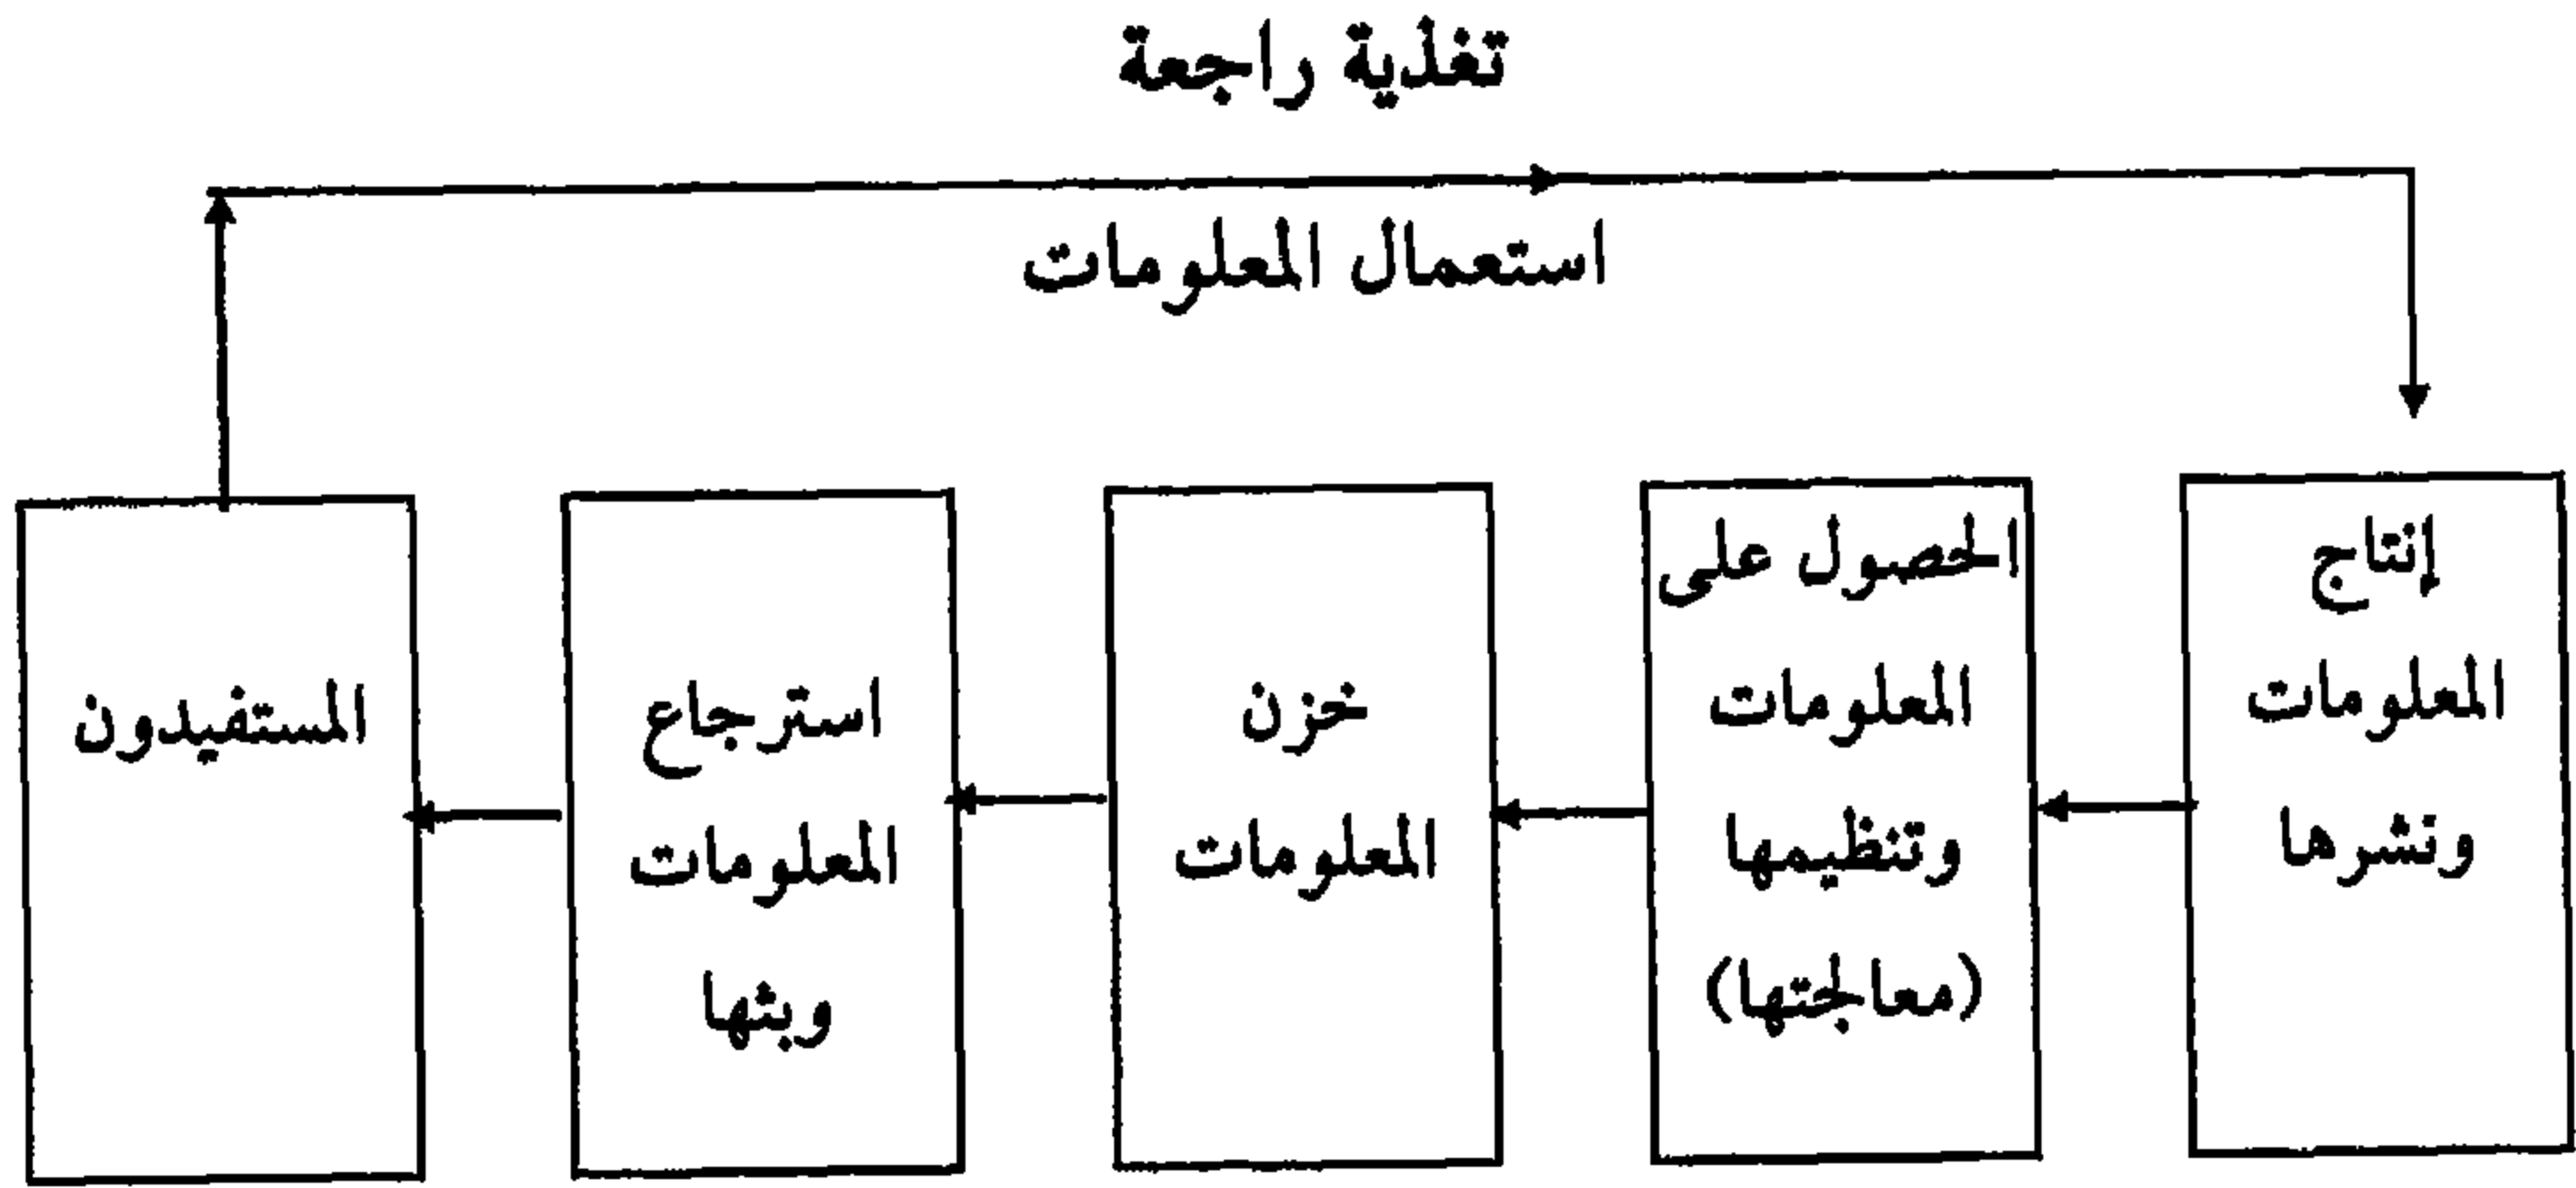 تغذية راجعة
استعمال المعلومات
إنتاج
المعلومات
ونشرها
الحصول على
المعلومات
وتنظيمها
(معالجتها)
خزن
المعلومات
استرجاع
المعلومات
وبثها
المستفيدون